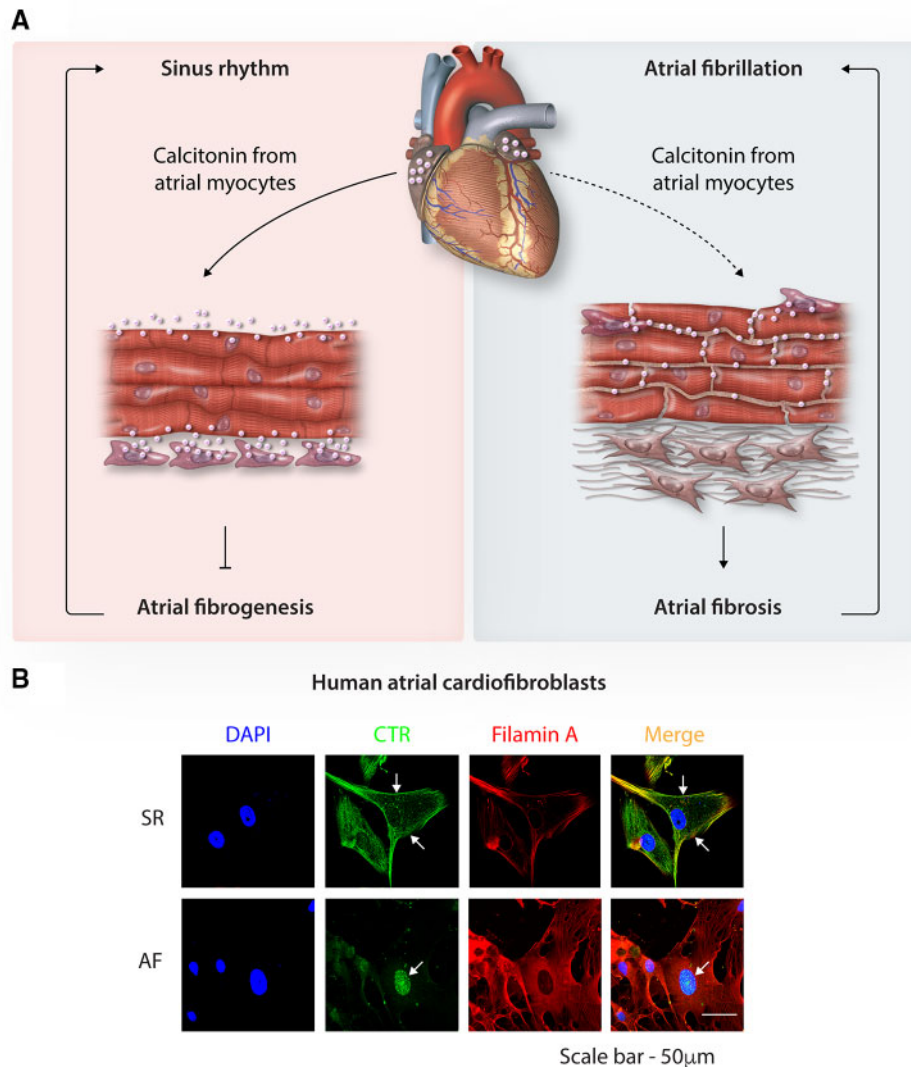 A
Sinus rhythm
Atrial fibrillation
Calcitonin from
atrial myocytes
Calcitonin from
atrial myocytes
Atrial fibrogenesis
Atrial fibrosis
B
Human atrial cardiofibroblasts
DAPI
CTR
Filamin A
Merge
SR
AF
Scale bar - 50μm